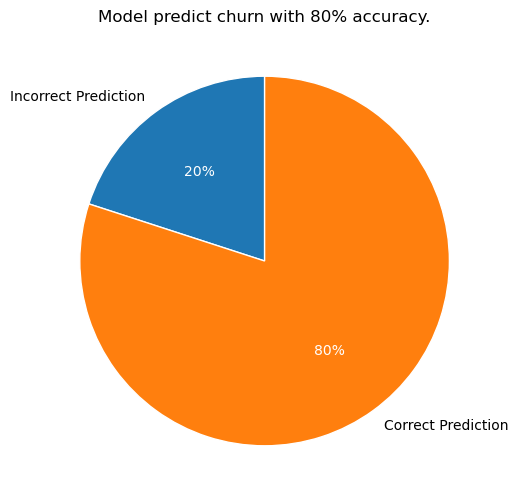 Model predict churn with 80% accuracy.
Incorrect Prediction
20%
80%
Correct Prediction